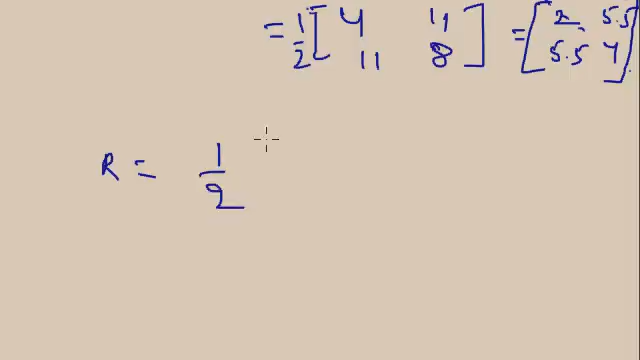 = 1/2 [ 4 11 = [ 2 5.5
11 8 ] 5.5 4 ]
R = 1/2